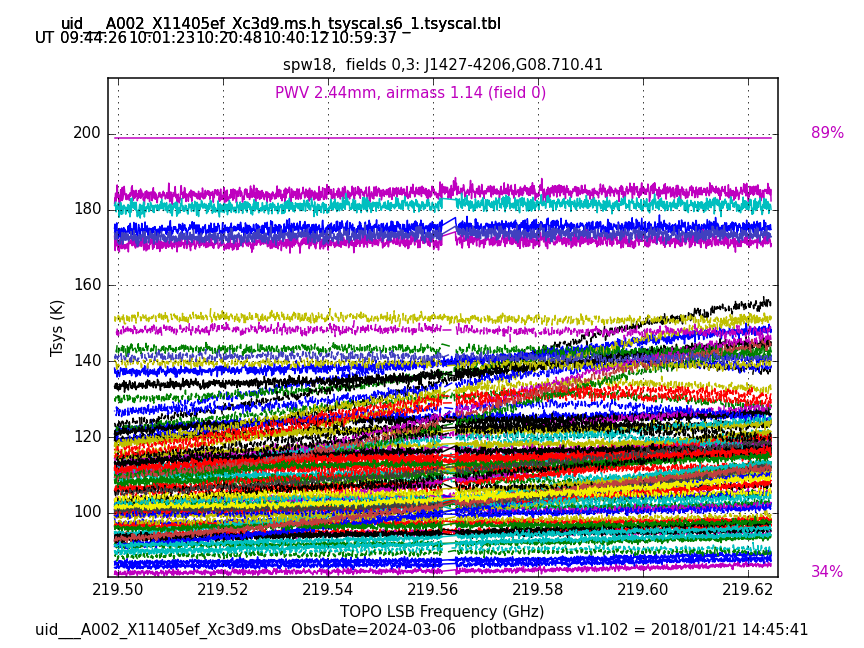 uid___A002_X11405ef_Xc3d9.ms.h_tsyscal.s6_1.tsyscal.tbl
UT 09:44:26 10:01:23 10:20:48 10:40:12 10:59:37
spw18, fields 0,3: J1427-4206,G08.710.41
PWV 2.44mm, airmass 1.14 (field 0)
200
89%
180
160
Tsys (K)
140
120
100
34%
219.50 219.52 219.54 219.56 219.58 219.60 219.62
TOPO LSB Frequency (GHz)
uid___A002_X11405ef_Xc3d9.ms ObsDate=2024-03-06 plotbandpass v1.102 = 2018/01/21 14:45:41